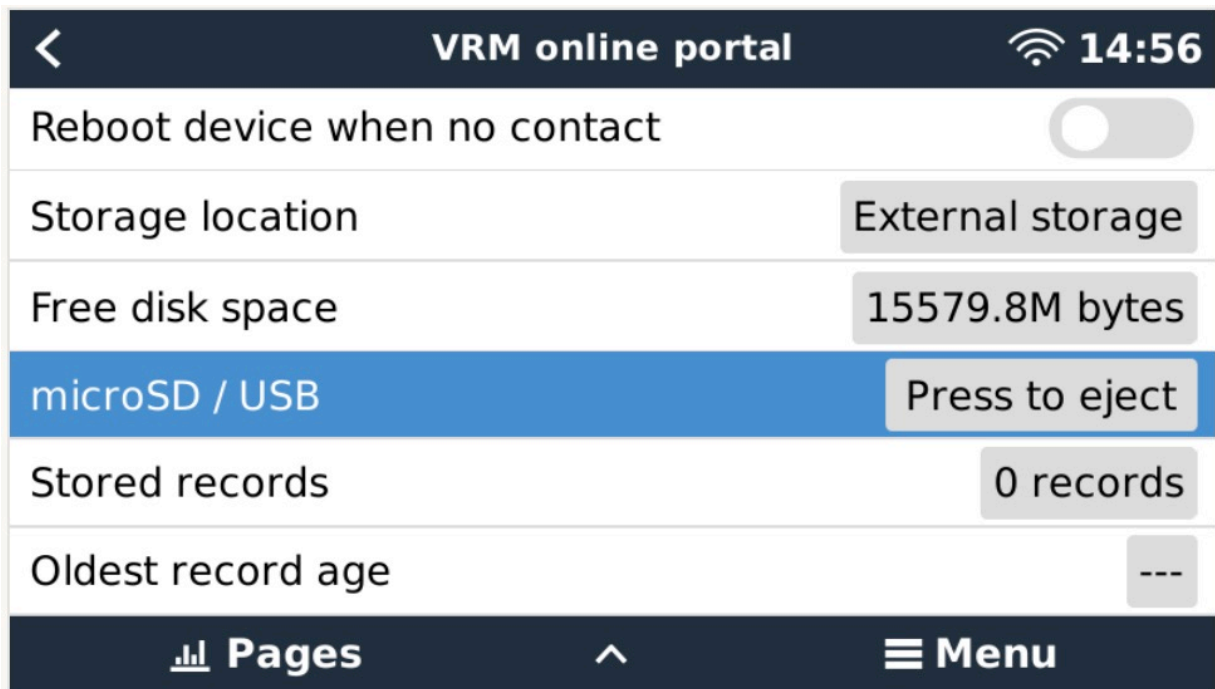 VRM online portal 14:56
Reboot device when no contact
Storage location External storage
Free disk space 15579.8M bytes
microSD / USB Press to eject
Stored records 0 records
Oldest record age ---
Pages Menu